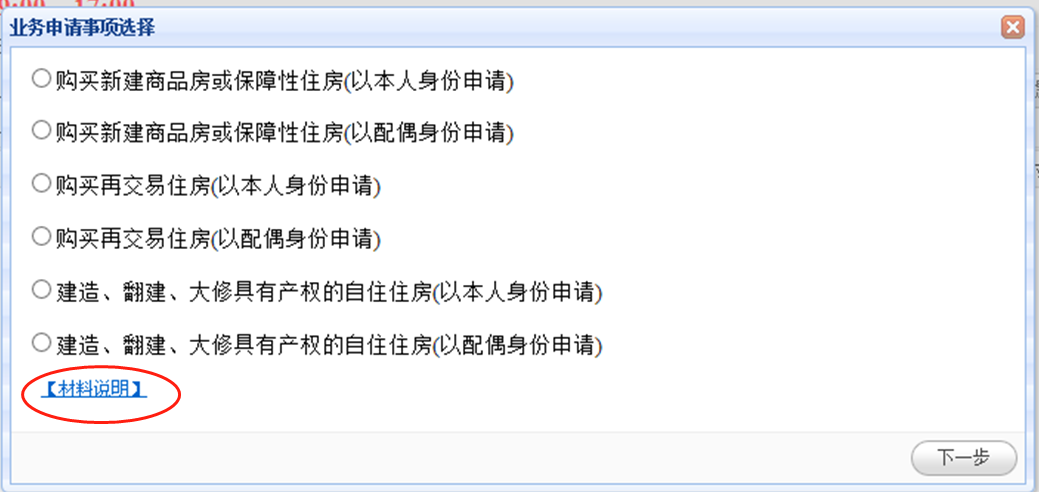 业务申请事项选择
购买新建商品房或保障性住房(以本人身份申请)
购买新建商品房或保障性住房(以配偶身份申请)
购买再交易住房(以本人身份申请)
购买再交易住房(以配偶身份申请)
建造、翻建、大修具有产权的自住住房(以本人身份申请)
建造、翻建、大修具有产权的自住住房(以配偶身份申请)
【材料说明】
下一步